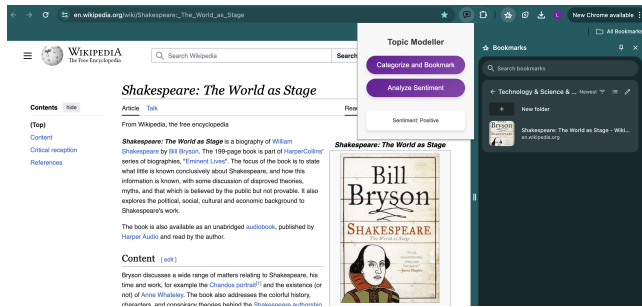 en.wikipedia.org/wiki/Shakespeare:_The_World_as_Stage
New Chrome available
All Bookmarks
WIKIPEDIA
The Free Encyclopedia
Search Wikipedia
Search
Topic Modeller
Categorize and Bookmark
Analyze Sentiment
Sentiment: Positive
Bookmarks
Search bookmarks
Technology & Science & ...
Newest
New folder
Shakespeare: The World as Stage - Wiki...
en.wikipedia.org
Contents hide
(Top)
Content
Critical reception
References
Shakespeare: The World as Stage
Article Talk
Read
From Wikipedia, the free encyclopedia
Shakespeare: The World as Stage is a biography of William
Shakespeare by Bill Bryson. The 199-page book is part of HarperCollins'
series of biographies, "Eminent Lives". The focus of the book is to state
what little is known conclusively about Shakespeare, and how this
information is known, with some discussion of disproved theories,
myths, and that which is believed by the public but not provable. It also
explores the political, social, cultural and economic background to
Shakespeare's work.
The book is also available as an unabridged audiobook, published by
Harper Audio and read by the author.
Content [edit]
Bryson discusses a wide range of matters relating to Shakespeare, his
time and work, for example the Chandos portrait[1] and the existence (or
not) of Anne Whateley. The book also addresses the colorful history,
characters, and conspiracy theories behind the Shakespeare authorship
Shakespeare: The World as Stage
Bill
Bryson
SHAKESPEARE
The World as Stage